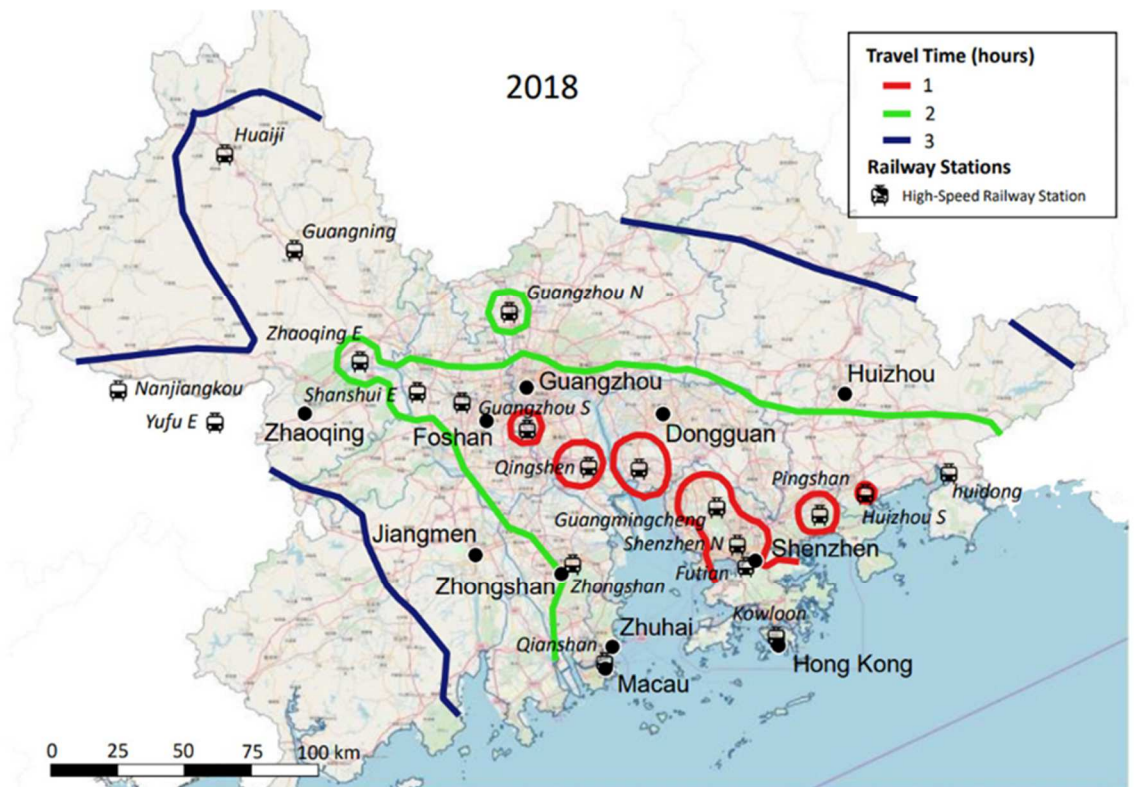 2018
Travel Time (hours)
1
2
3
Railway Stations
High-Speed Railway Station
Huaiji
Guangning
Guangzhou N
Zhaoqing E
Nanjiangkou
Shanshui E
Guangzhou
Huizhou
Yufu E
Zhaoqing
Guangzhou S
Foshan
Dongguan
Qingshen
Pingshan
huidong
Guangmingcheng
Huizhou S
Jiangmen
Shenzhen N
Shenzhen
Zhongshan
Zhongshan
Futian
Kowloon
Zhuhai
Qianshan
Hong Kong
Macau
0 25 50 75 100 km